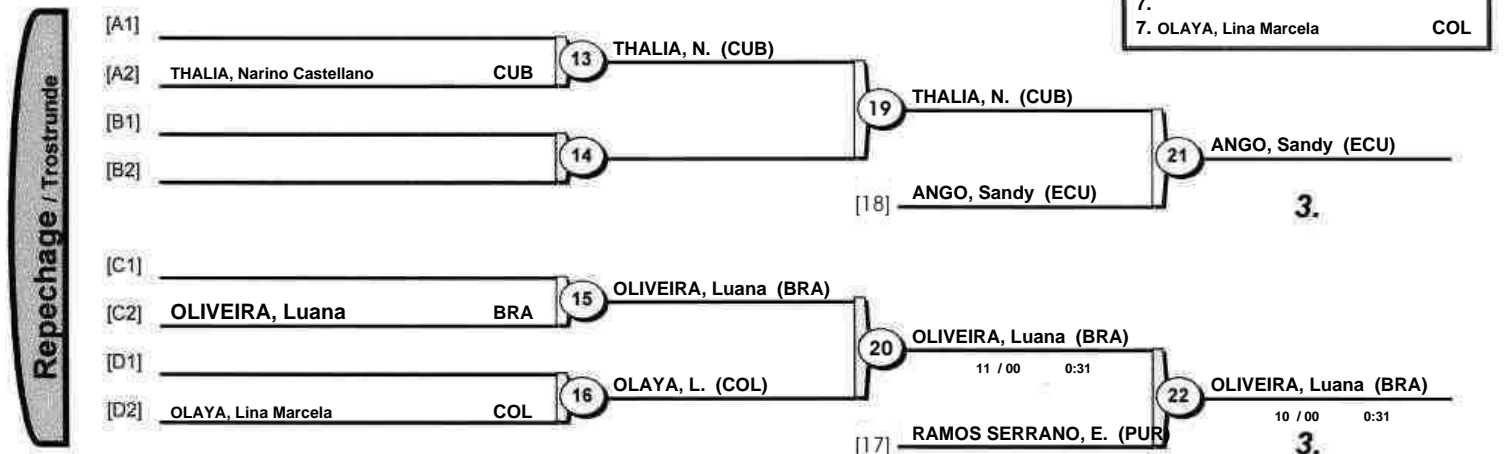 7.
7. OLAYA, Lina Marcela COL
Repechage / Trostrunde
[A1]
[A2] THALIA, Narino Castellano CUB
13 THALIA, N. (CUB)
[B1]
[B2]
14
19 THALIA, N. (CUB)
[18] ANGO, Sandy (ECU)
21 ANGO, Sandy (ECU)
3.
[C1]
[C2] OLIVEIRA, Luana BRA
15 OLIVEIRA, Luana (BRA)
[D1]
[D2] OLAYA, Lina Marcela COL
16 OLAYA, L. (COL)
20 OLIVEIRA, Luana (BRA)
11 / 00 0:31
[17] RAMOS SERRANO, E. (PUR)
22 OLIVEIRA, Luana (BRA)
10 / 00 0:31
3.